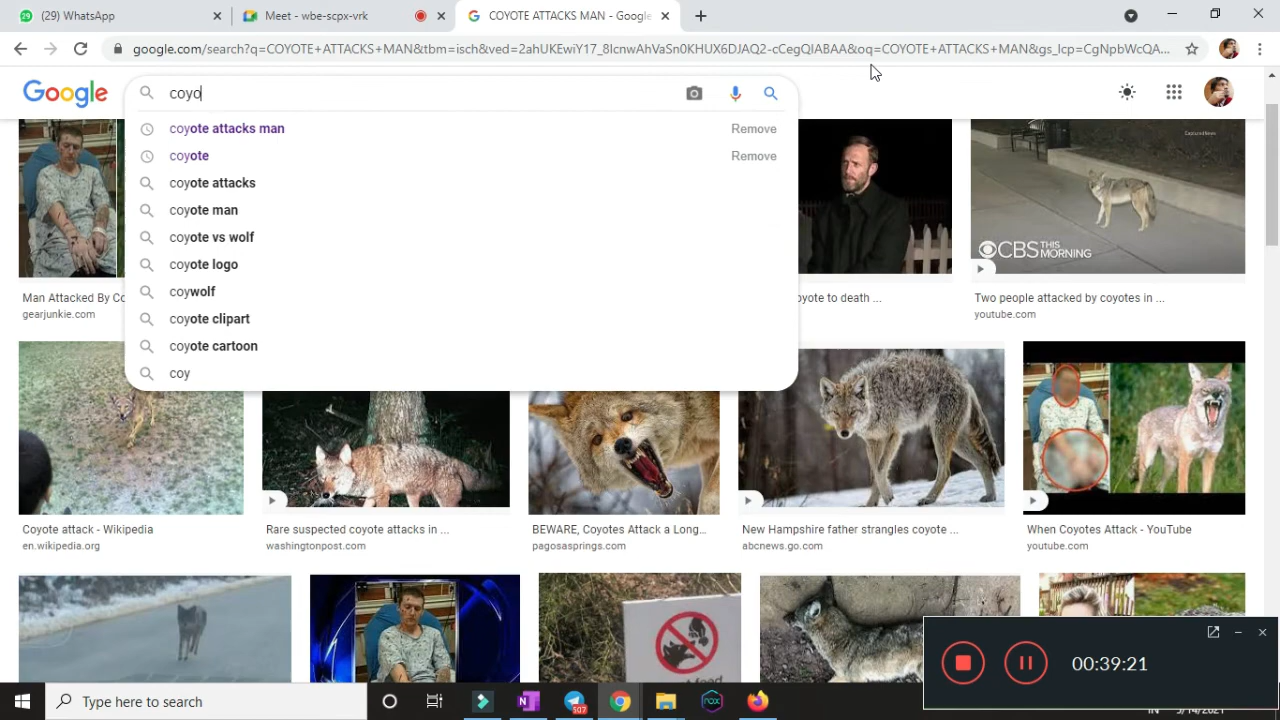 (29) WhatsApp
Meet - wbe-scpx-vrk
COYOTE ATTACKS MAN - Google
google.com/search?q=COYOTE+ATTACKS+MAN&tbm=isch&ved=2ahUKEwiY17_8lcnwAhVaSn0KHUX6DJAQ2-cCegQIABAA&oq=COYOTE+ATTACKS+MAN&gs_lcp=CgNpbWcQA...
Google
coyo
coyote attacks man Remove
coyote Remove
coyote attacks
coyote man
coyote vs wolf
coyote logo
coywolf
coyote clipart
coyote cartoon
coy
CBS THIS MORNING
Man Attacked By Co
gearjunkie.com
oyote to death ...
Two people attacked by coyotes in ...
youtube.com
Coyote attack - Wikipedia
en.wikipedia.org
Rare suspected coyote attacks in ...
washingtonpost.com
BEWARE, Coyotes Attack a Long...
pagosasprings.com
New Hampshire father strangles coyote ...
abcnews.go.com
When Coyotes Attack - YouTube
youtube.com
00:39:21
Type here to search
507
nox